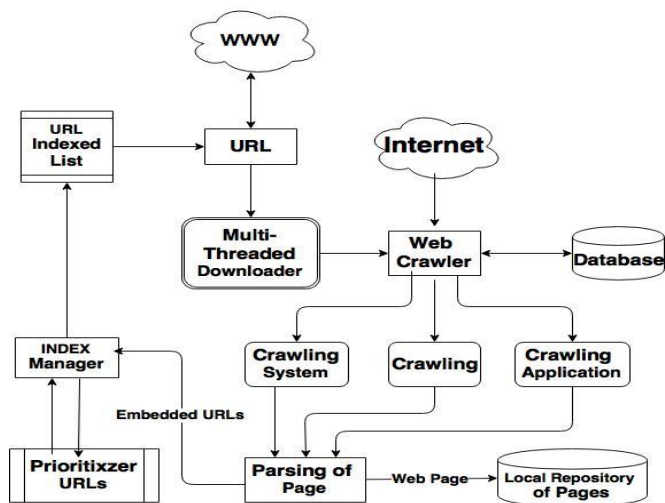 WWW
URL
Indexed
List
URL
Internet
Multi-
Threaded
Downloader
Web
Crawler
Database
INDEX
Manager
Crawling
System
Crawling
Crawling
Application
Embedded URLs
Prioritixzer
URLs
Parsing of
Page
Web Page
Local Repository
of Pages